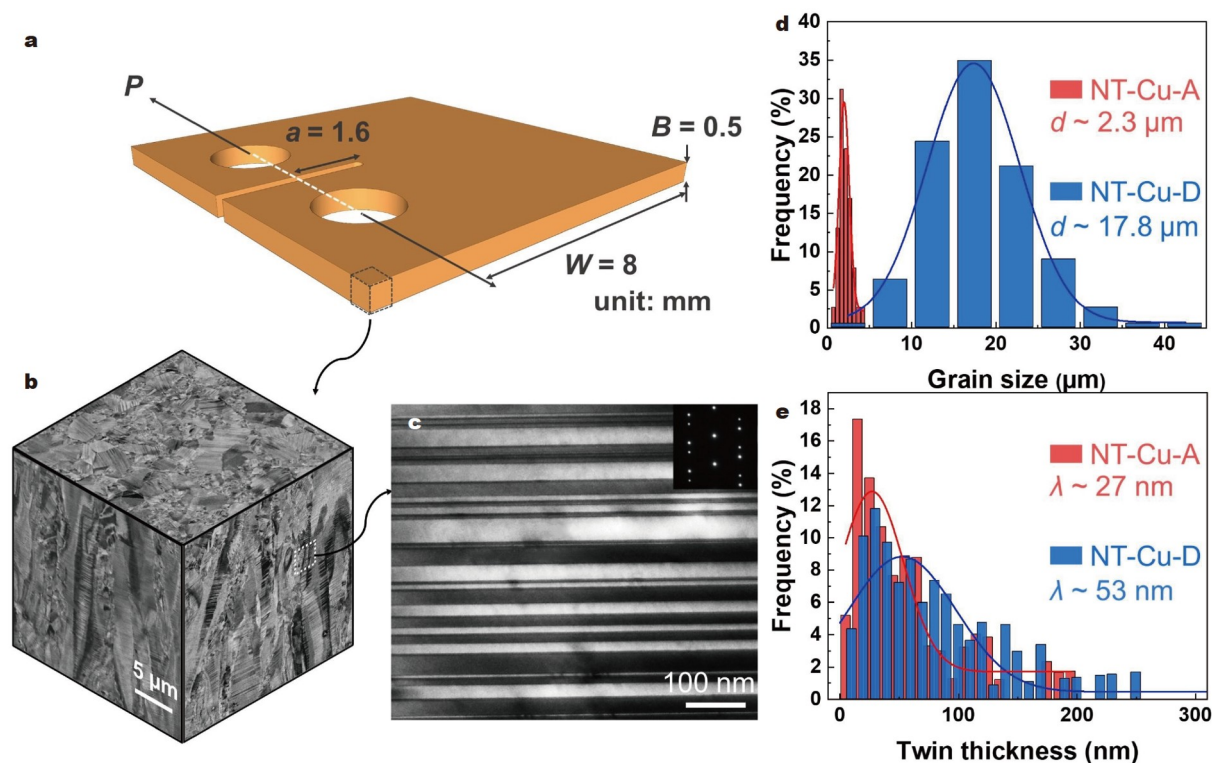 a
P
a = 1.6
B = 0.5
W = 8
unit: mm
b
5 μm
c
100 nm
d
Frequency (%)
40
35
30
25
20
15
10
5
0
0 10 20 30 40
Grain size (μm)
NT-Cu-A
d ~ 2.3 μm
NT-Cu-D
d ~ 17.8 μm
e
Frequency (%)
18
16
14
12
10
8
6
4
2
0
0 100 200 300
Twin thickness (nm)
NT-Cu-A
λ ~ 27 nm
NT-Cu-D
λ ~ 53 nm